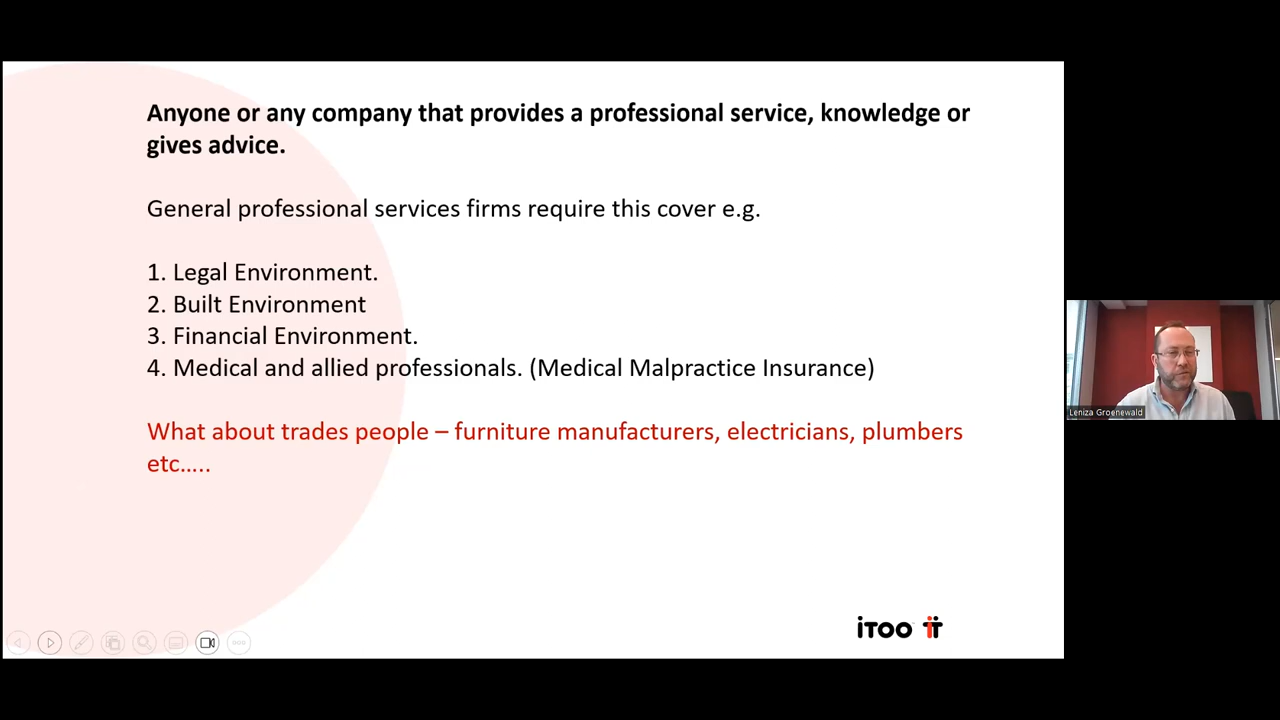 Anyone or any company that provides a professional service, knowledge or
gives advice.
General professional services firms require this cover e.g.
1. Legal Environment.
2. Built Environment
3. Financial Environment.
4. Medical and allied professionals. (Medical Malpractice Insurance)
What about trades people – furniture manufacturers, electricians, plumbers
etc…..
Leniza Groenewald
iTOO